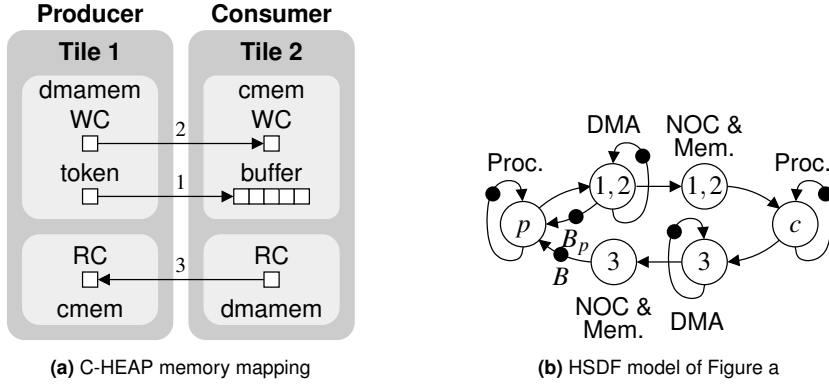 Producer Consumer
Tile 1 Tile 2
dmamem cmem
WC 2 WC
token 1 buffer
RC 3 RC
cmem dmamem
(a) C-HEAP memory mapping
DMA NOC &
Mem.
Proc. 1,2 1,2 Proc.
p B_p c
B 3 3
NOC &
Mem. DMA
(b) HSDF model of Figure a